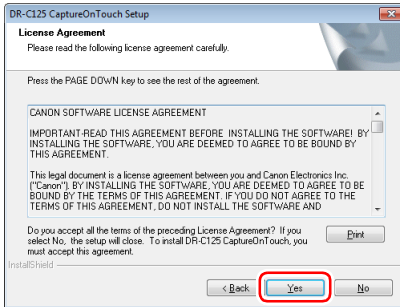 DR-C125 CaptureOnTouch Setup
License Agreement
Please read the following license agreement carefully.
Press the PAGE DOWN key to see the rest of the agreement.
CANON SOFTWARE LICENSE AGREEMENT
IMPORTANT-READ THIS AGREEMENT BEFORE INSTALLING THE SOFTWARE! BY
INSTALLING THE SOFTWARE, YOU ARE DEEMED TO AGREE TO BE BOUND BY
THIS AGREEMENT.
This legal document is a license agreement between you and Canon Electronics Inc.
("Canon"). BY INSTALLING THE SOFTWARE, YOU ARE DEEMED TO AGREE TO BE
BOUND BY THE TERMS OF THIS AGREEMENT. IF YOU DO NOT AGREE TO THE
TERMS OF THIS AGREEMENT, DO NOT INSTALL THE SOFTWARE AND
Do you accept all the terms of the preceding License Agreement? If you
select No, the setup will close. To install DR-C125 CaptureOnTouch, you
must accept this agreement.
Print
InstallShield
< Back
Yes
No